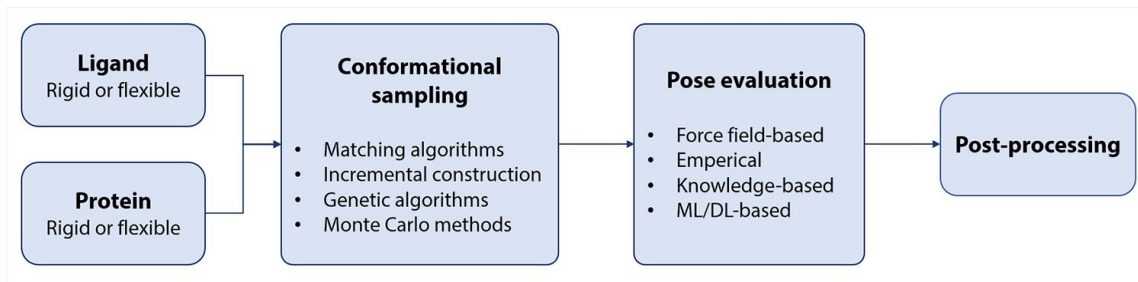 Ligand
Rigid or flexible
Protein
Rigid or flexible
Conformational
sampling
• Matching algorithms
• Incremental construction
• Genetic algorithms
• Monte Carlo methods
Pose evaluation
• Force field-based
• Emperical
• Knowledge-based
• ML/DL-based
Post-processing